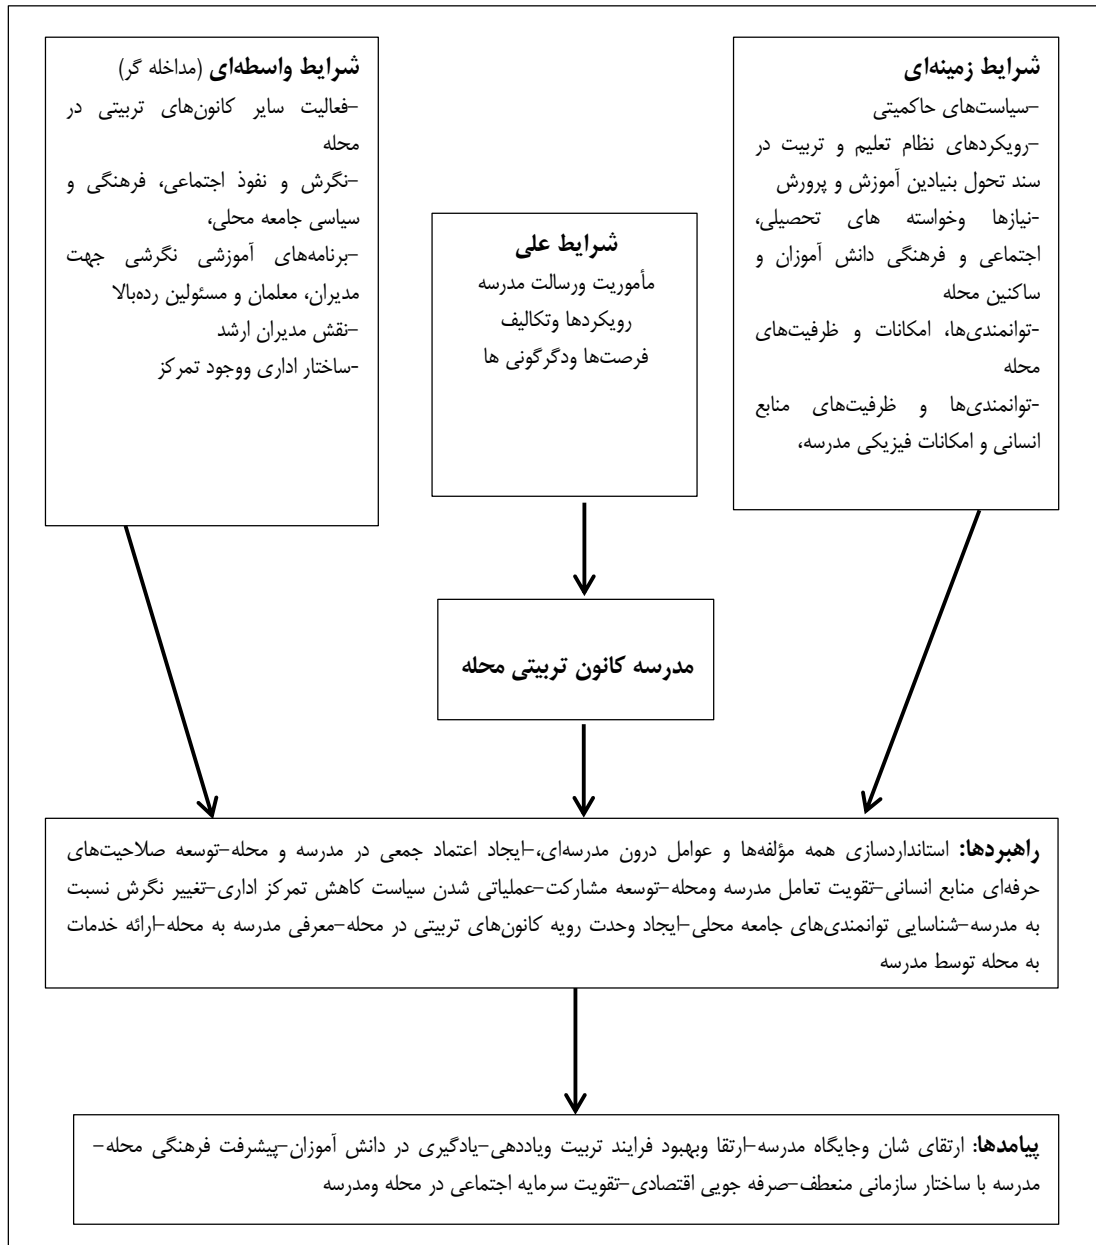 شرایط زمینه‌ای
–سیاست‌های حاکمیتی
–رویکردهای نظام تعلیم و تربیت در
سند تحول بنیادین آموزش و پرورش
-نیازها وخواسته های تحصیلی،
اجتماعی و فرهنگی دانش آموزان و
ساکنین محله
–توانمندی‌ها، امکانات و ظرفیت‌های
محله
-توانمندی‌ها و ظرفیت‌های منابع
انسانی و امکانات فیزیکی مدرسه،
شرایط علی
مأموریت ورسالت مدرسه
رویکردها وتکالیف
فرصت‌ها ودگرگونی ها
شرایط واسطه‌ای (مداخله گر)
–فعالیت سایر کانون‌های تربیتی در
محله
–نگرش و نفوذ اجتماعی، فرهنگی و
سیاسی جامعه محلی،
–برنامه‌های آموزشی نگرشی جهت
مدیران، معلمان و مسئولین رده‌بالا
–نقش مدیران ارشد
-ساختار اداری ووجود تمرکز
مدرسه کانون تربیتی محله
راهبردها: استانداردسازی همه مؤلفه‌ها و عوامل درون مدرسه‌ای،–ایجاد اعتماد جمعی در مدرسه و محله–توسعه صلاحیت‌های
حرفه‌ای منابع انسانی–تقویت تعامل مدرسه ومحله–توسعه مشارکت–عملیاتی شدن سیاست کاهش تمرکز اداری–تغییر نگرش نسبت
به مدرسه–شناسایی توانمندی‌های جامعه محلی–ایجاد وحدت رویه کانون‌های تربیتی در محله–معرفی مدرسه به محله–ارائه خدمات
به محله توسط مدرسه
پیامدها: ارتقای شان وجایگاه مدرسه–ارتقا وبهبود فرایند تربیت ویاددهی–یادگیری در دانش آموزان–پیشرفت فرهنگی محله–
مدرسه با ساختار سازمانی منعطف–صرفه جویی اقتصادی–تقویت سرمایه اجتماعی در محله ومدرسه